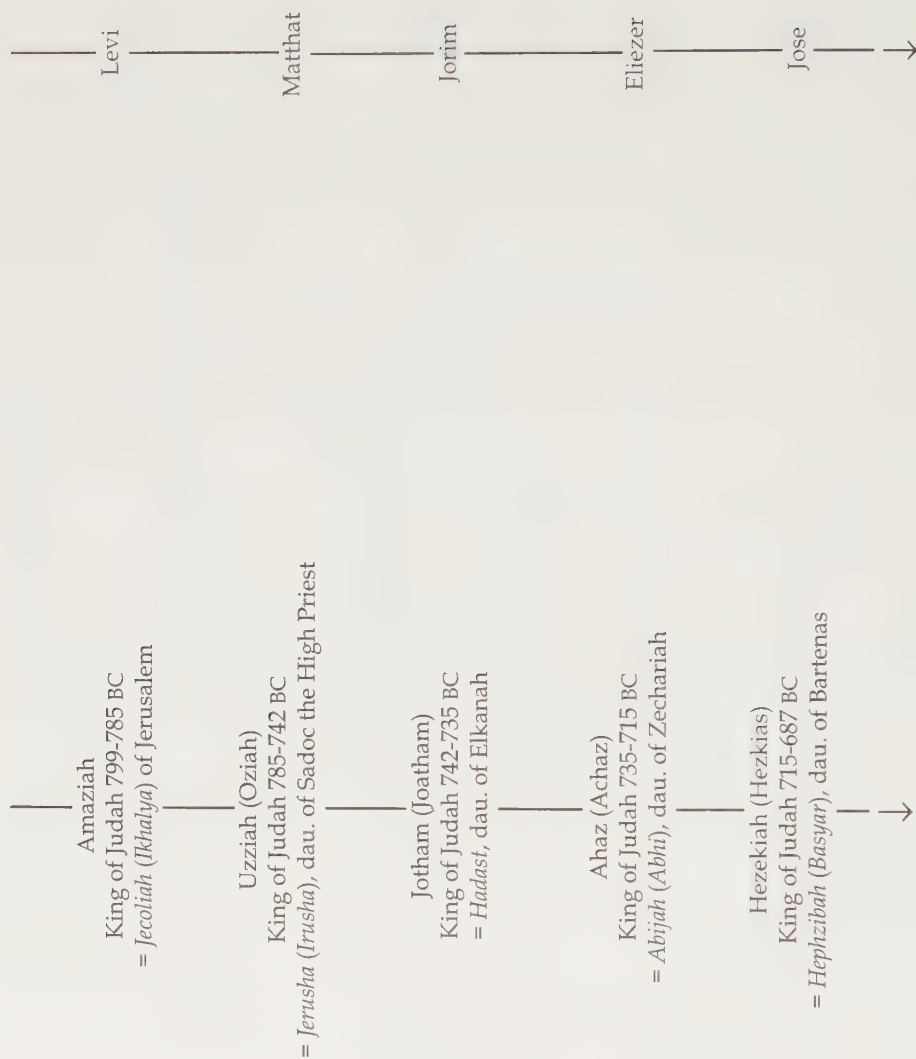 Amaziah
King of Judah 799-785 BC
= Jecoliah (Ikhalya) of Jerusalem
Uzziah (Oziah)
King of Judah 785-742 BC
= Jerusha (Irusha), dau. of Sadoc the High Priest
Jotham (Joatham)
King of Judah 742-735 BC
= Hadast, dau. of Elkanah
Ahaz (Achaz)
King of Judah 735-715 BC
= Abijah (Abhi), dau. of Zechariah
Hezekiah (Hezkias)
King of Judah 715-687 BC
= Hephzibah (Basyar), dau. of Bartenas
Levi
Matthat
Jorim
Eliezer
Jose